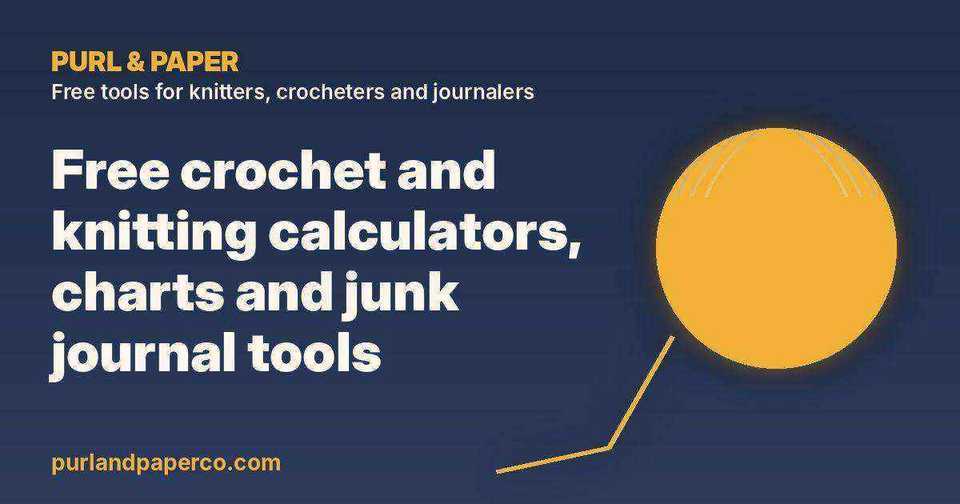 PURL & PAPER
Free tools for knitters, crocheters and journalers
Free crochet and
knitting calculators,
charts and junk
journal tools
purlandpaperco.com